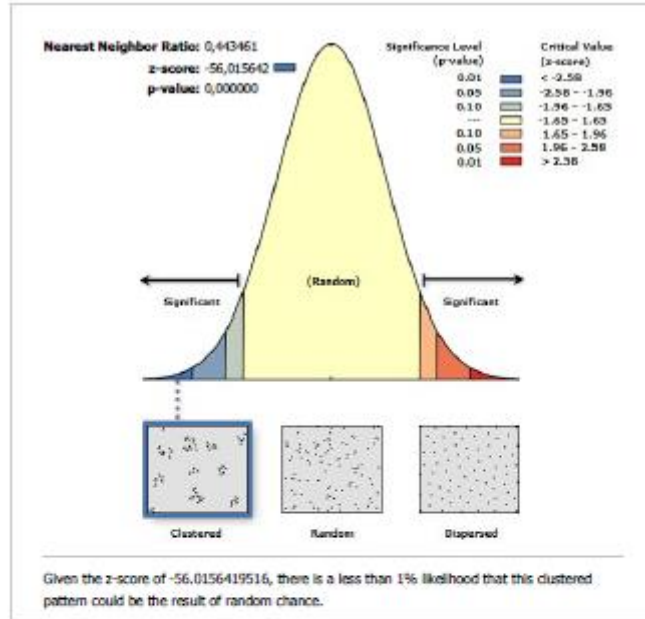 Nearest Neighbor Ratio: 0,443461
z-score: -56,015642
p-value: 0,000000
Significance Level
(p-value)
Critical Value
(z-score)
0.01 < -2.58
0.05 -2.58 - -1.96
0.10 -1.96 - -1.65
--- -1.65 - 1.65
0.10 1.65 - 1.96
0.05 1.96 - 2.58
0.01 > 2.58
(Random)
Significant
Significant
Clustered
Random
Dispersed
Given the z-score of -56.0156419516, there is a less than 1% likelihood that this clustered
pattern could be the result of random chance.